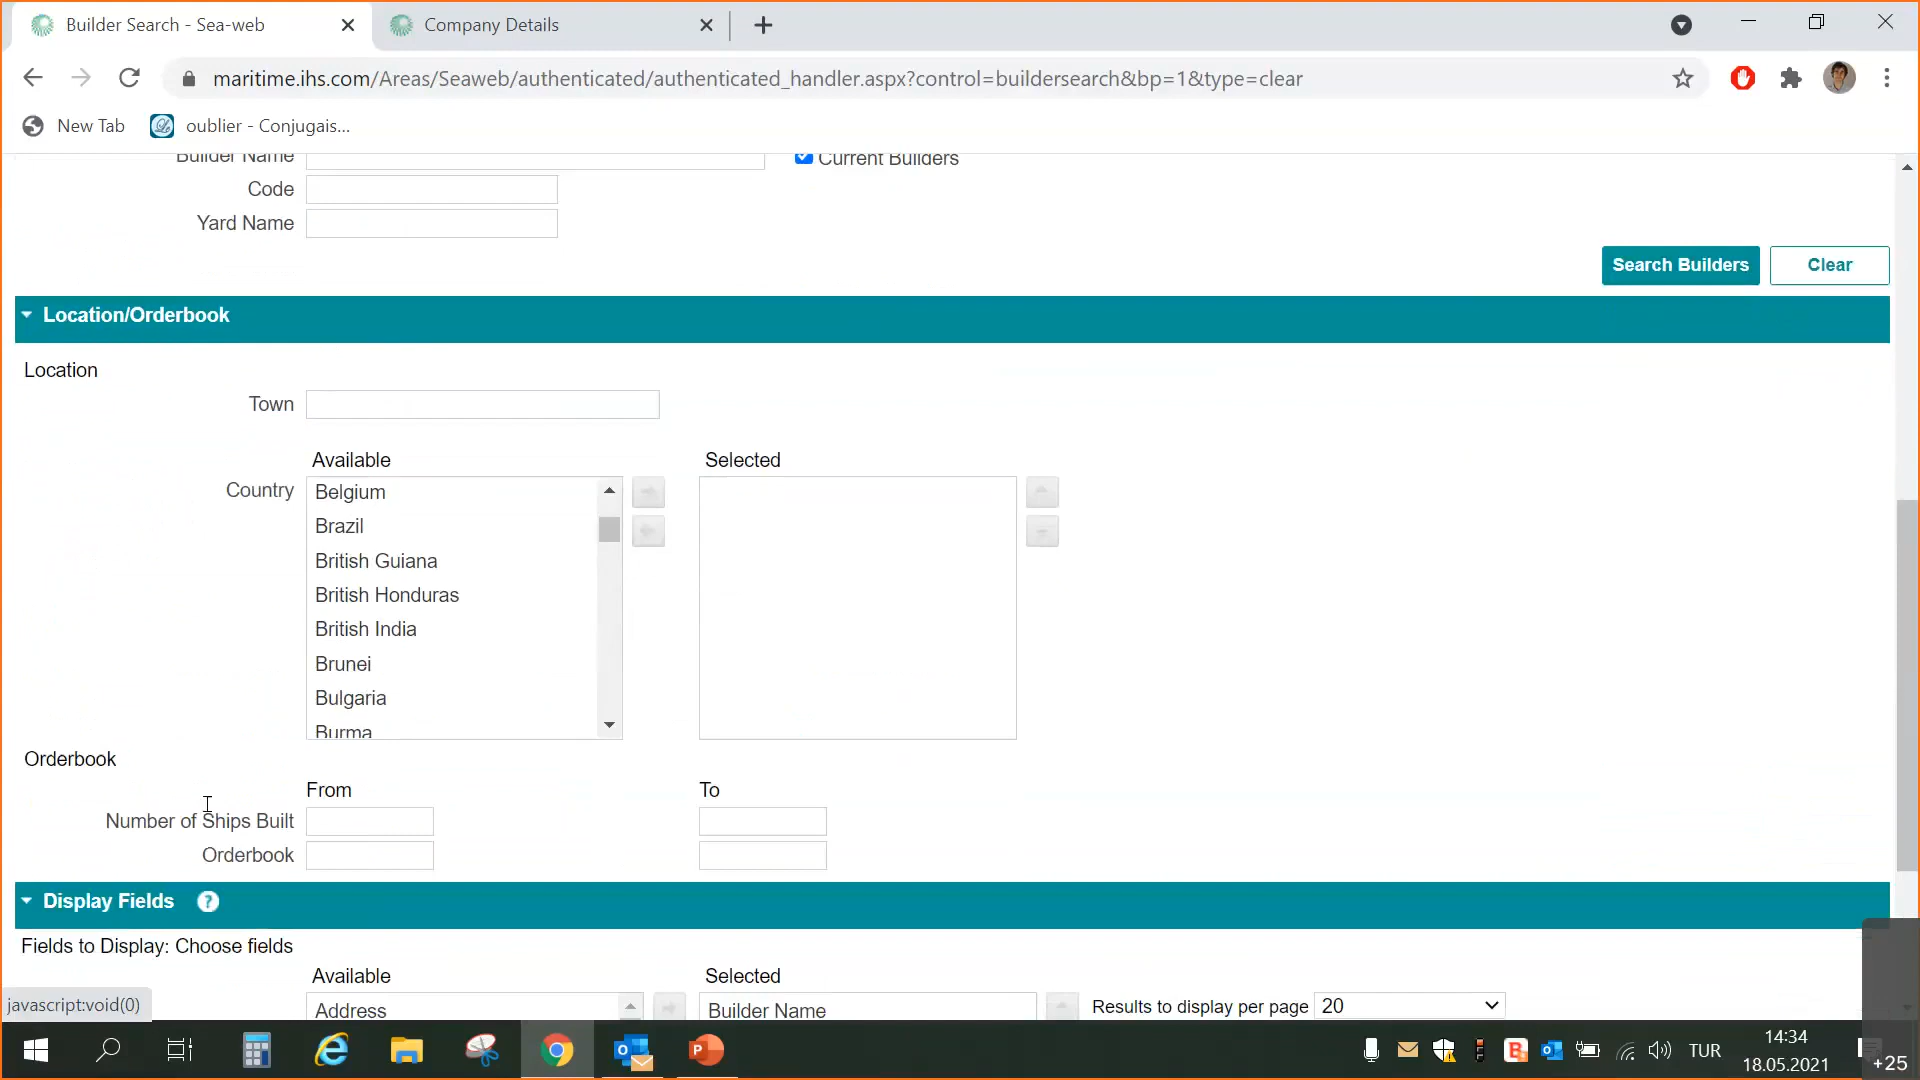 Builder Search - Sea-web
Company Details
maritime.ihs.com/Areas/Seaweb/authenticated/authenticated_handler.aspx?control=buildersearch&bp=1&type=clear
New Tab
oublier - Conjugais...
Builder Name
Current Builders
Code
Yard Name
Search Builders
Clear
Location/Orderbook
Location
Town
Available
Selected
Country
Belgium
Brazil
British Guiana
British Honduras
British India
Brunei
Bulgaria
Burma
Orderbook
From
To
Number of Ships Built
Orderbook
Display Fields ?
Fields to Display: Choose fields
Available
Selected
Address
Builder Name
Results to display per page 20
javascript:void(0)
TUR
14:34
18.05.2021
+25